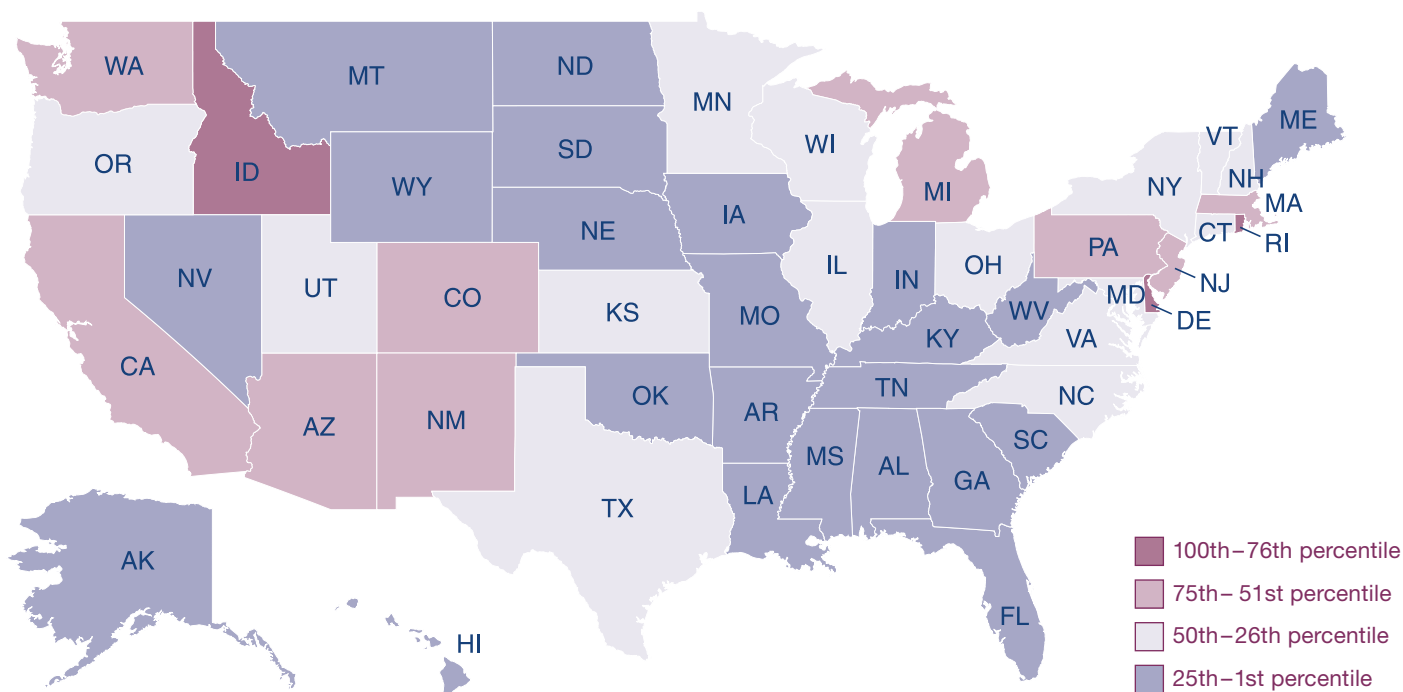 WA
MT
ND
MN
ME
VT
OR
ID
SD
WI
NH
NY
WY
MI
MA
IA
NE
PA
CT
RI
NV
UT
CO
IL
IN
OH
NJ
MD
DE
KS
MO
WV
VA
KY
CA
AZ
NM
OK
AR
TN
NC
SC
MS
AL
GA
LA
TX
AK
FL
HI
100th–76th percentile
75th–51st percentile
50th–26th percentile
25th–1st percentile